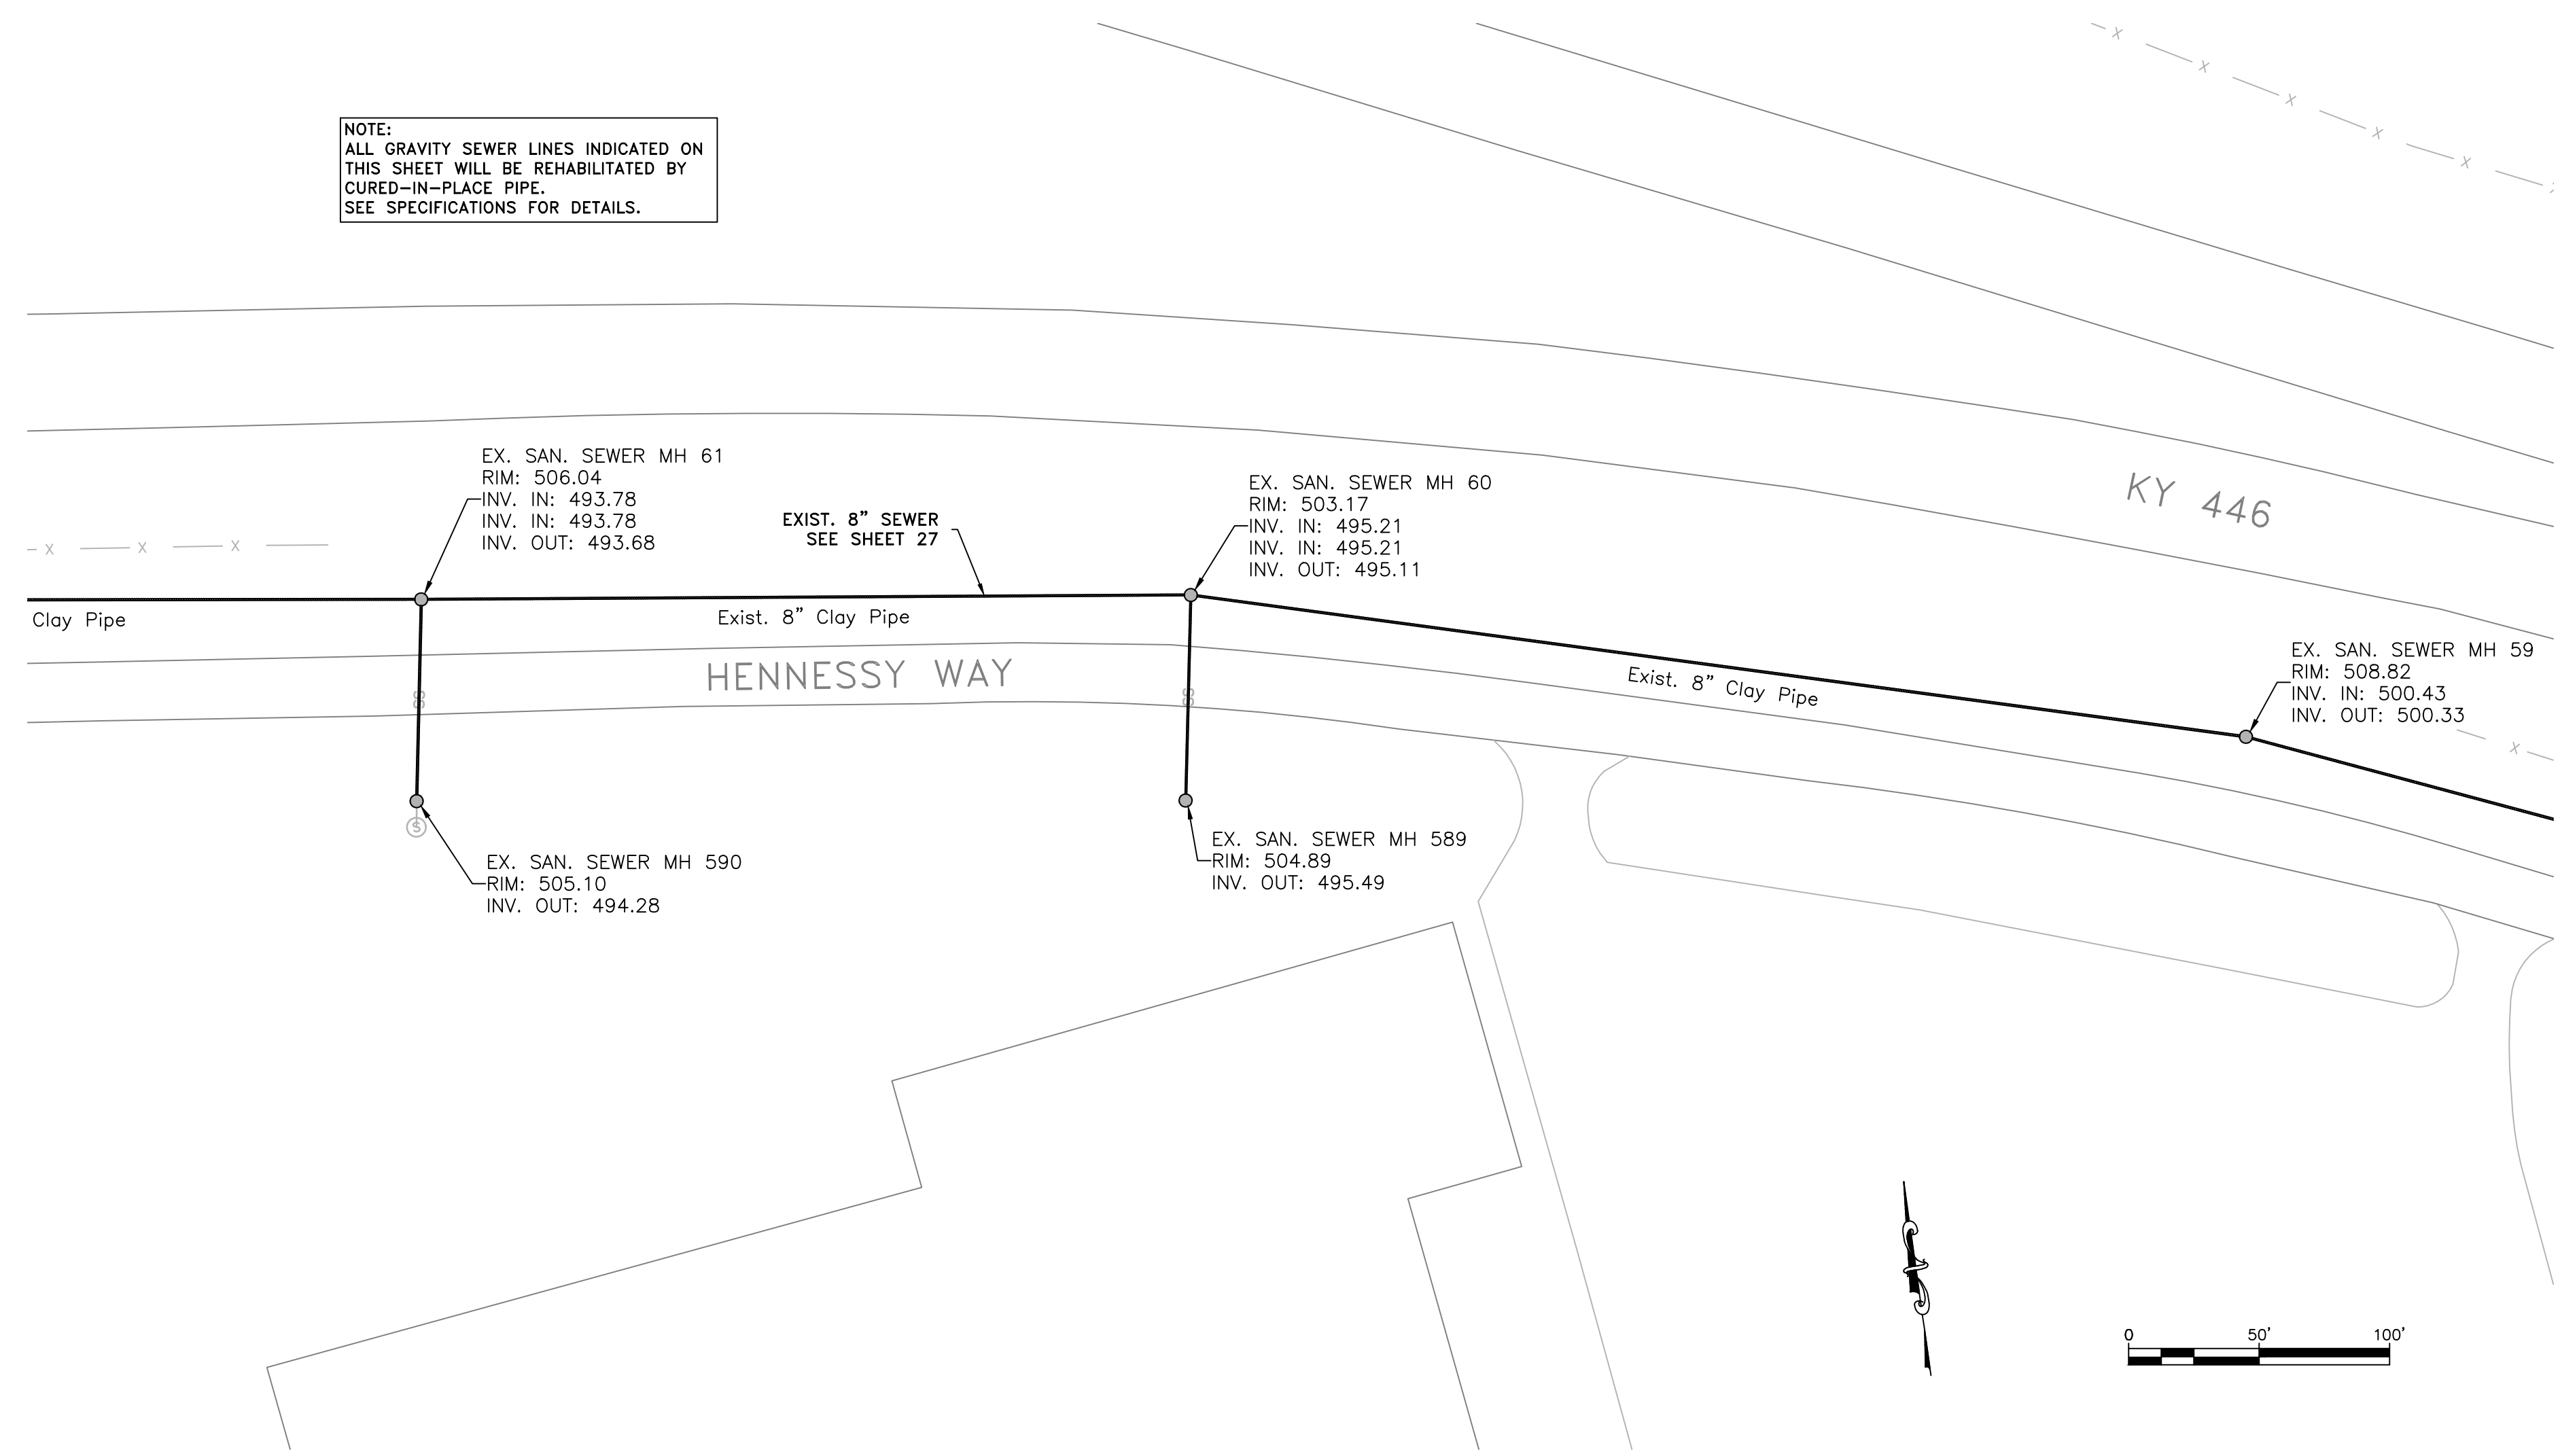 NOTE:
ALL GRAVITY SEWER LINES INDICATED ON
THIS SHEET WILL BE REHABILITATED BY
CURED-IN-PLACE PIPE.
SEE SPECIFICATIONS FOR DETAILS.
EX. SAN. SEWER MH 61
RIM: 506.04
INV. IN: 493.78
INV. IN: 493.78
INV. OUT: 493.68
EXIST. 8" SEWER
SEE SHEET 27
EX. SAN. SEWER MH 60
RIM: 503.17
INV. IN: 495.21
INV. IN: 495.21
INV. OUT: 495.11
KY 446
Clay Pipe
Exist. 8" Clay Pipe
HENNESSY WAY
Exist. 8" Clay Pipe
EX. SAN. SEWER MH 59
RIM: 508.82
INV. IN: 500.43
INV. OUT: 500.33
SS
SS
S
EX. SAN. SEWER MH 590
RIM: 505.10
INV. OUT: 494.28
EX. SAN. SEWER MH 589
RIM: 504.89
INV. OUT: 495.49
0 50' 100'